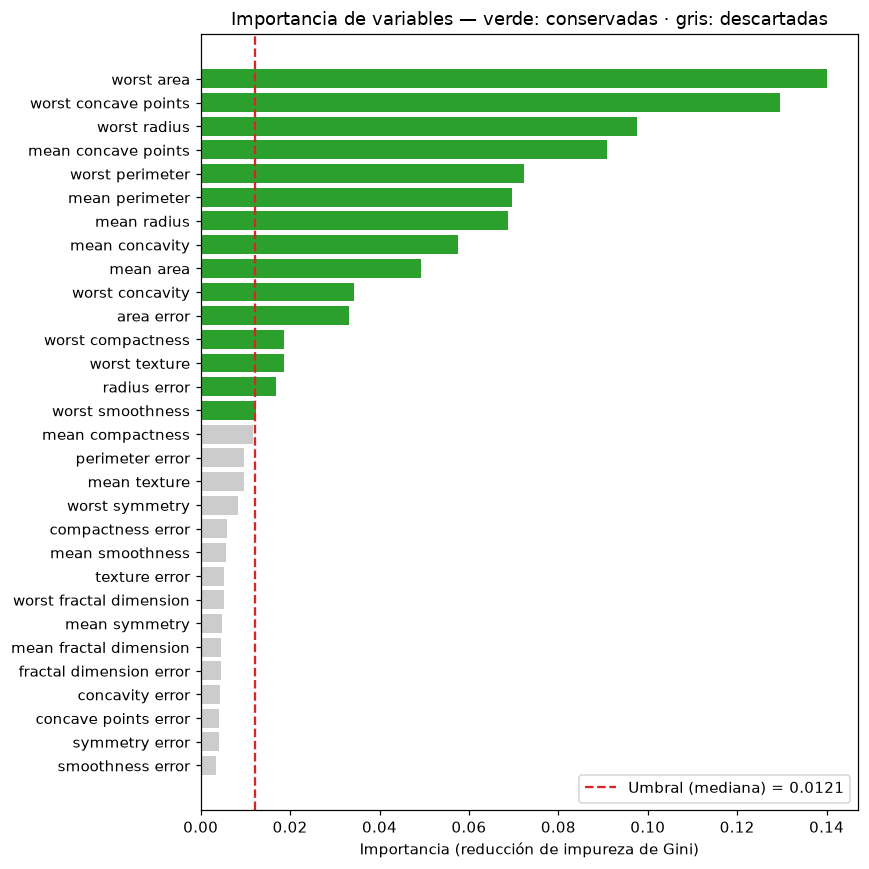 Importancia de variables — verde: conservadas · gris: descartadas
worst area
worst concave points
worst radius
mean concave points
worst perimeter
mean perimeter
mean radius
mean concavity
mean area
worst concavity
area error
worst compactness
worst texture
radius error
worst smoothness
mean compactness
perimeter error
mean texture
worst symmetry
compactness error
mean smoothness
texture error
worst fractal dimension
mean symmetry
mean fractal dimension
fractal dimension error
concavity error
concave points error
symmetry error
smoothness error
Umbral (mediana) = 0.0121
0.00 0.02 0.04 0.06 0.08 0.10 0.12 0.14
Importancia (reducción de impureza de Gini)